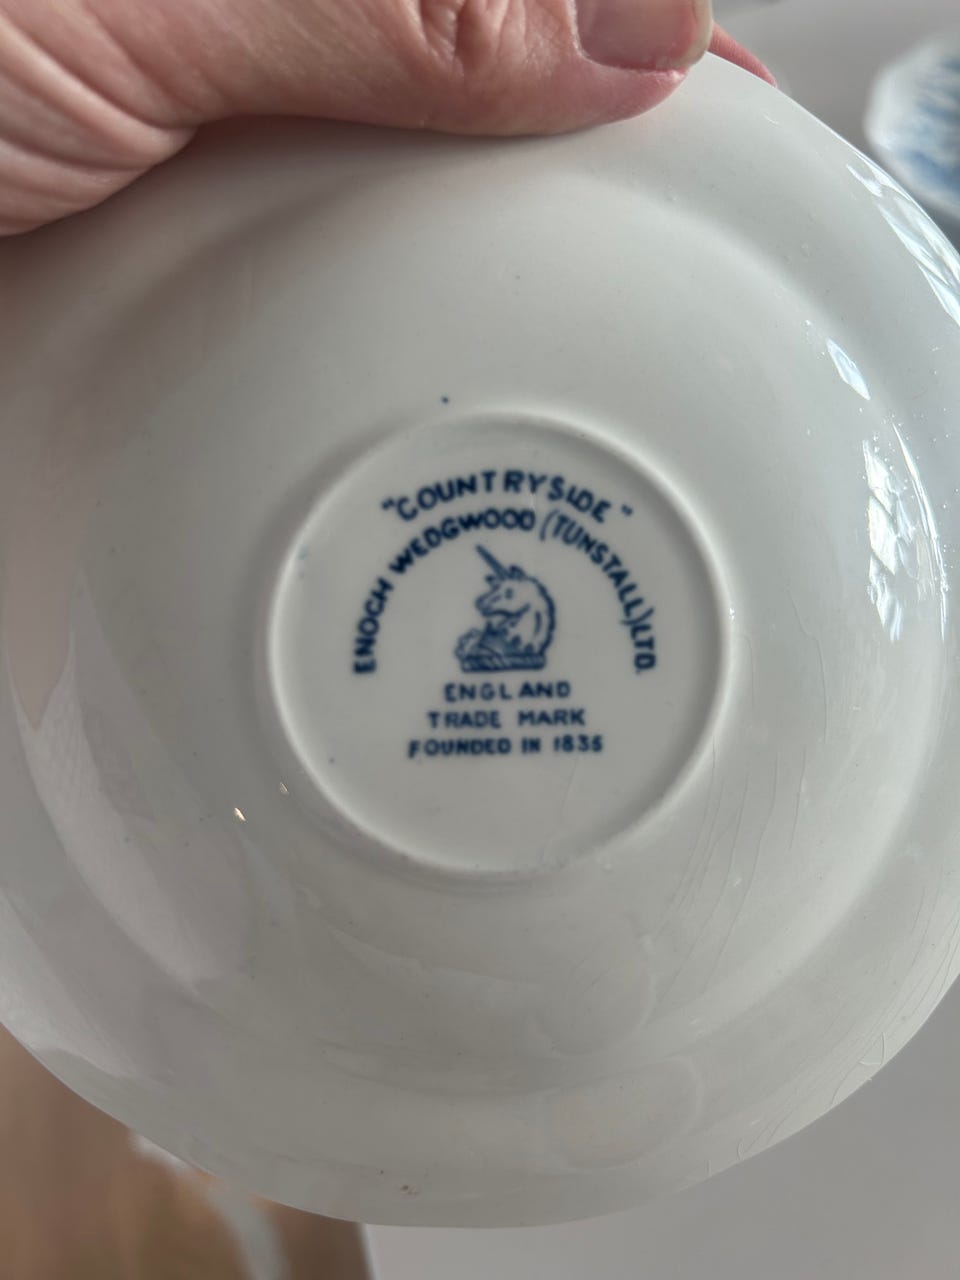 "COUNTRYSIDE"
ENOCH WEDGWOOD (TUNSTALL) LTD.
ENGLAND
TRADE MARK
FOUNDED IN 1835